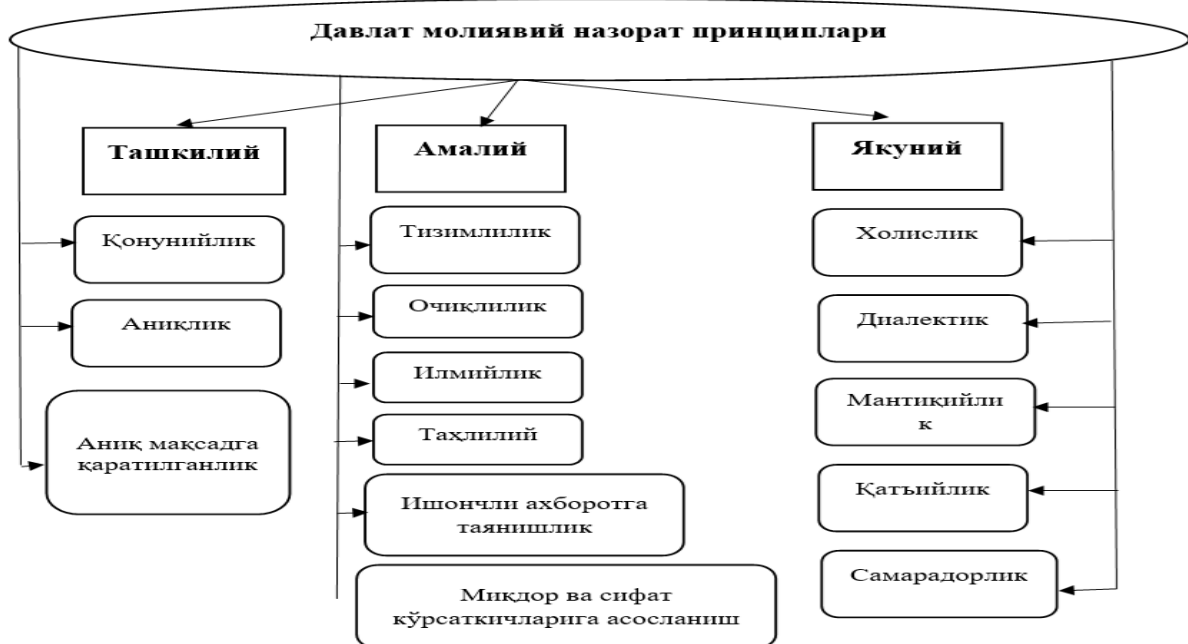 Давлат молиявий назорат принциплари
Ташкилий
Қонунийлик
Аниқлик
Аниқ мақсадга
қаратилганлик
Амалий
Тизимлилик
Очиқлилик
Илмийлик
Таҳлилий
Ишончли ахборотга
таянишлик
Миқдор ва сифат
кўрсаткичларига асосланиш
Якуний
Холислик
Диалектик
Мантиқийли
к
Қатъийлик
Самарадорлик